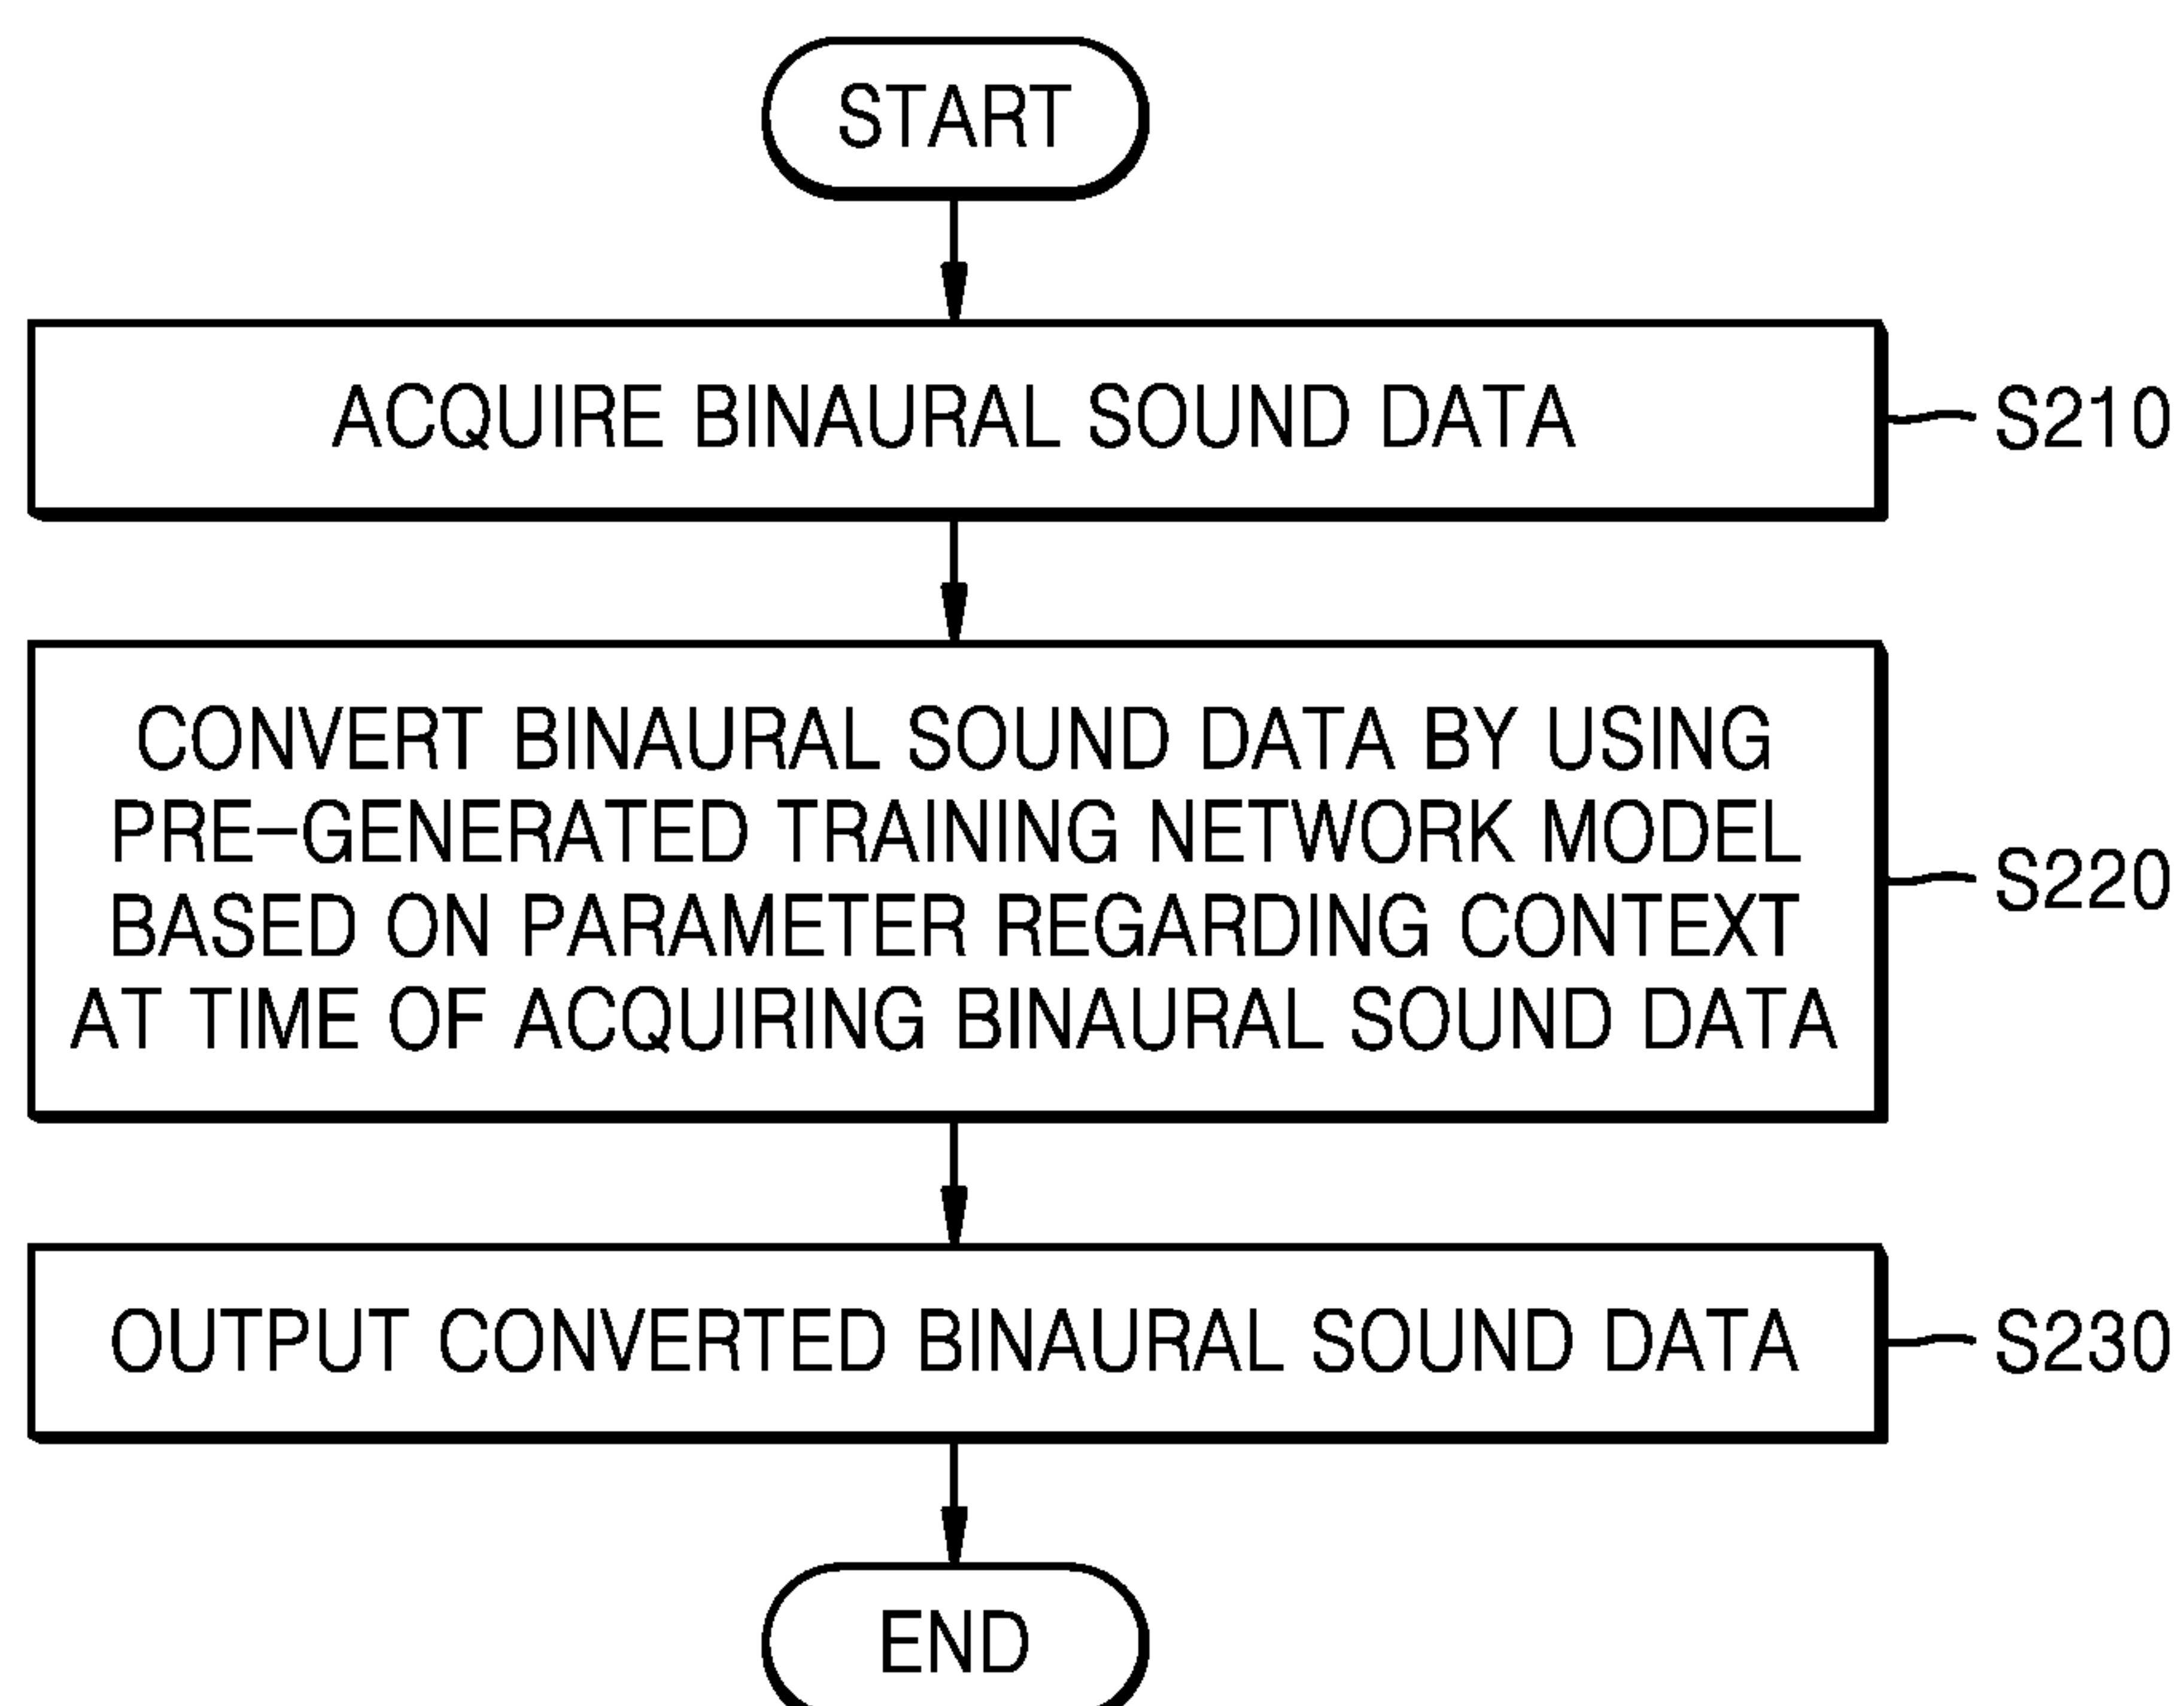 START
ACQUIRE BINAURAL SOUND DATA
S210
CONVERT BINAURAL SOUND DATA BY USING
PRE-GENERATED TRAINING NETWORK MODEL
BASED ON PARAMETER REGARDING CONTEXT
AT TIME OF ACQUIRING BINAURAL SOUND DATA
S220
OUTPUT CONVERTED BINAURAL SOUND DATA
S230
END